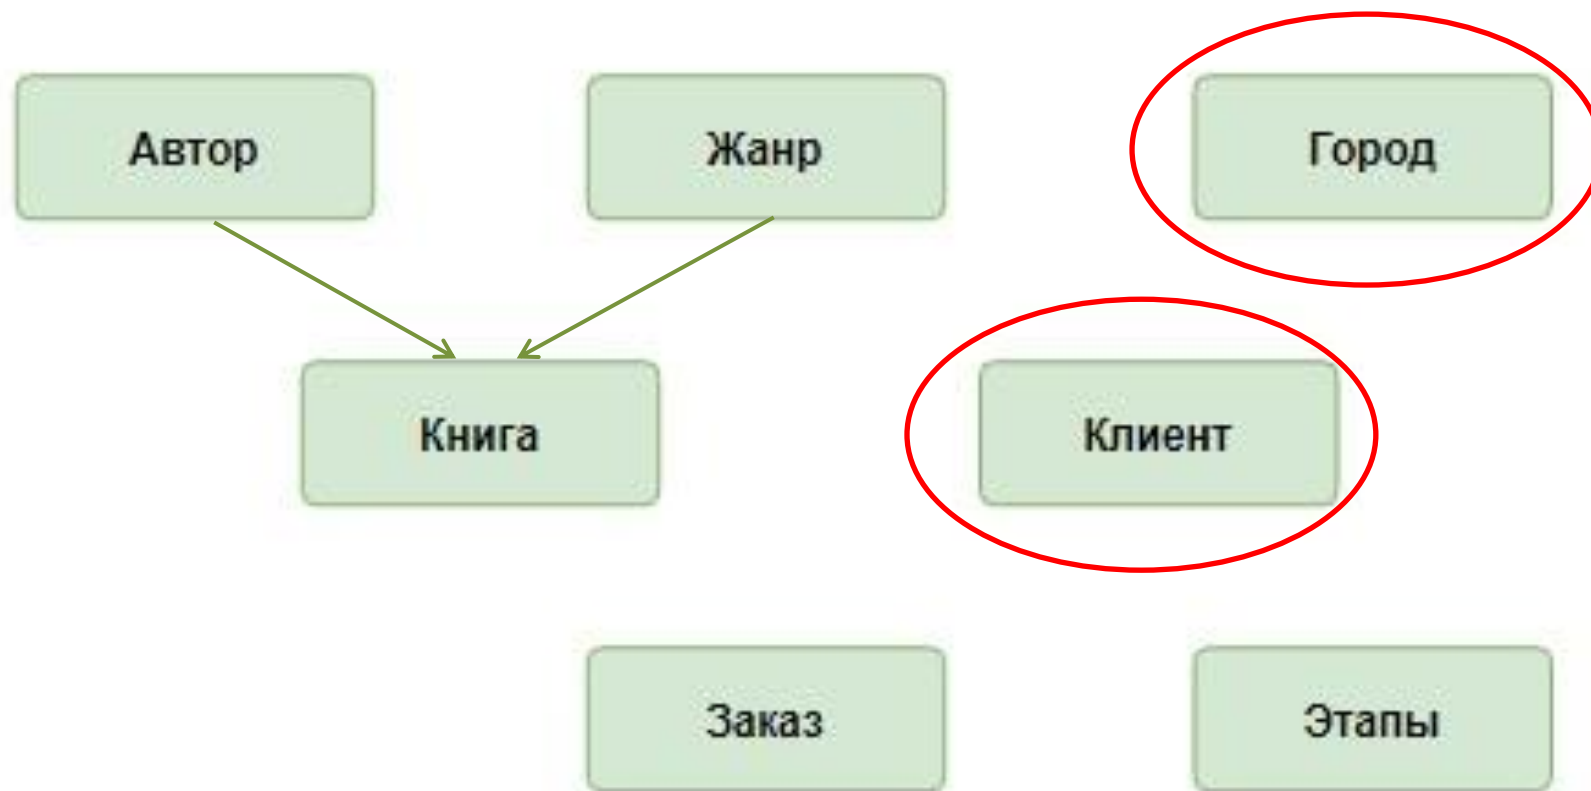 Автор
Жанр
Город
Книга
Клиент
Заказ
Этапы